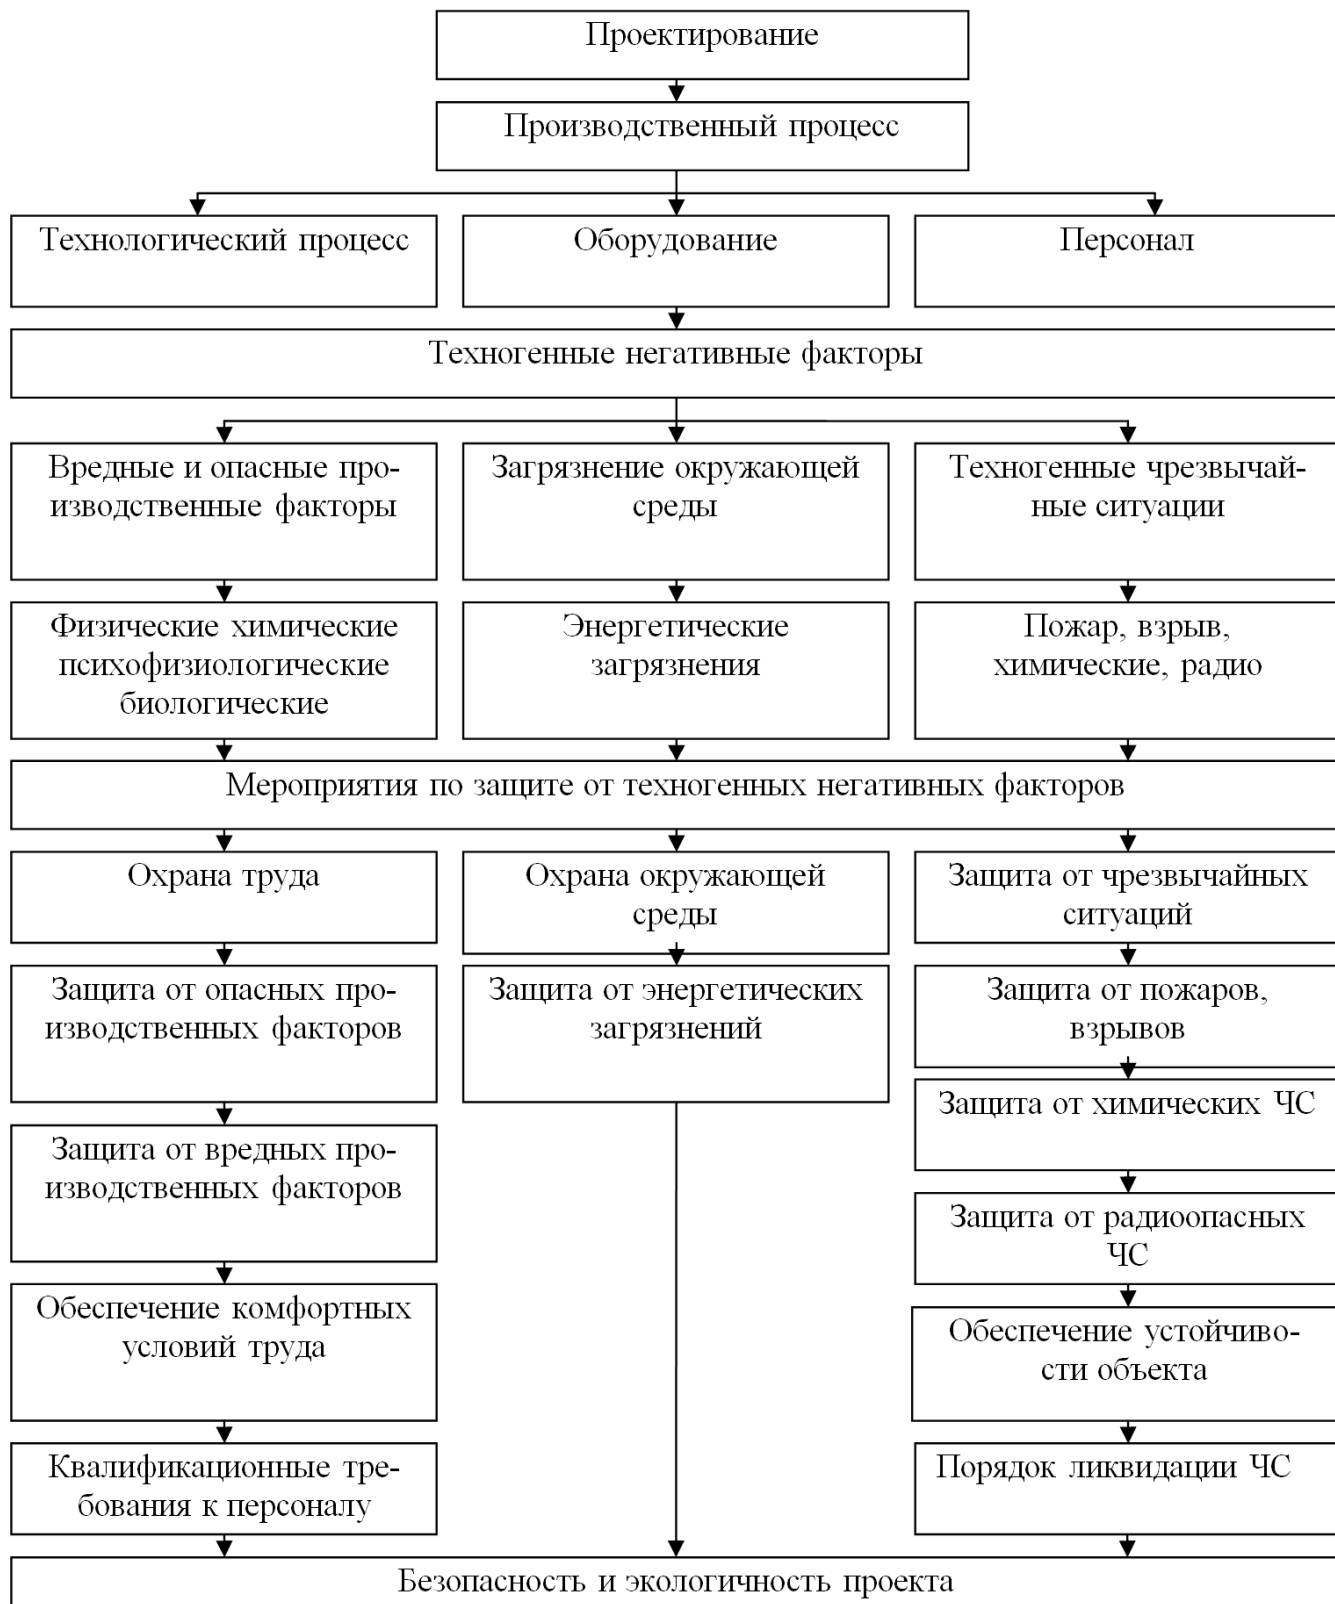 Проектирование
Производственный процесс
Технологический процесс
Оборудование
Персонал
Техногенные негативные факторы
Вредные и опасные про-
изводственные факторы
Загрязнение окружающей
среды
Техногенные чрезвычай-
ные ситуации
Физические химические
психофизиологические
биологические
Энергетические
загрязнения
Пожар, взрыв,
химические, радио
Мероприятия по защите от техногенных негативных факторов
Охрана труда
Охрана окружающей
среды
Защита от чрезвычайных
ситуаций
Защита от опасных про-
изводственных факторов
Защита от энергетических
загрязнений
Защита от пожаров,
взрывов
Защита от химических ЧС
Защита от вредных про-
изводственных факторов
Защита от радиоопасных
ЧС
Обеспечение комфортных
условий труда
Обеспечение устойчиво-
сти объекта
Квалификационные тре-
бования к персоналу
Порядок ликвидации ЧС
Безопасность и экологичность проекта